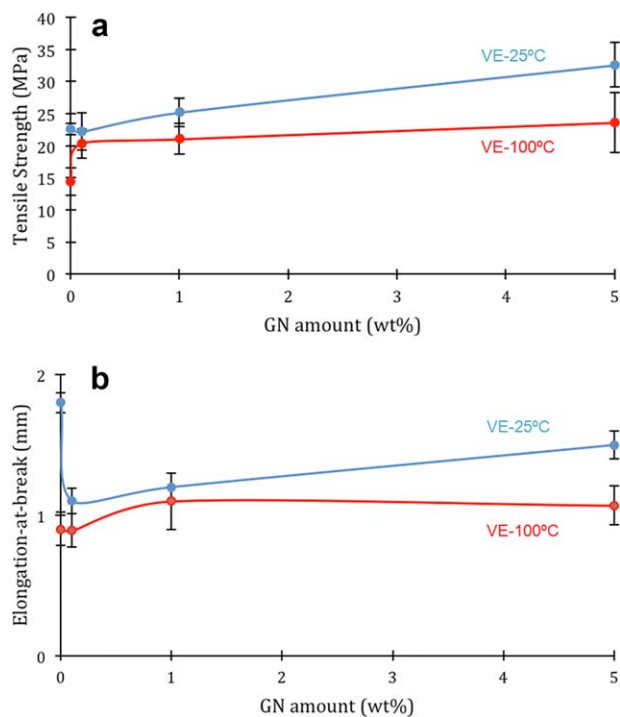 a
Tensile Strength (MPa)
40
35
30
25
20
15
10
5
0
VE-25ºC
VE-100ºC
0 1 2 3 4 5
GN amount (wt%)
b
Elongation-at-break (mm)
2
1
0
VE-25ºC
VE-100ºC
0 1 2 3 4 5
GN amount (wt%)